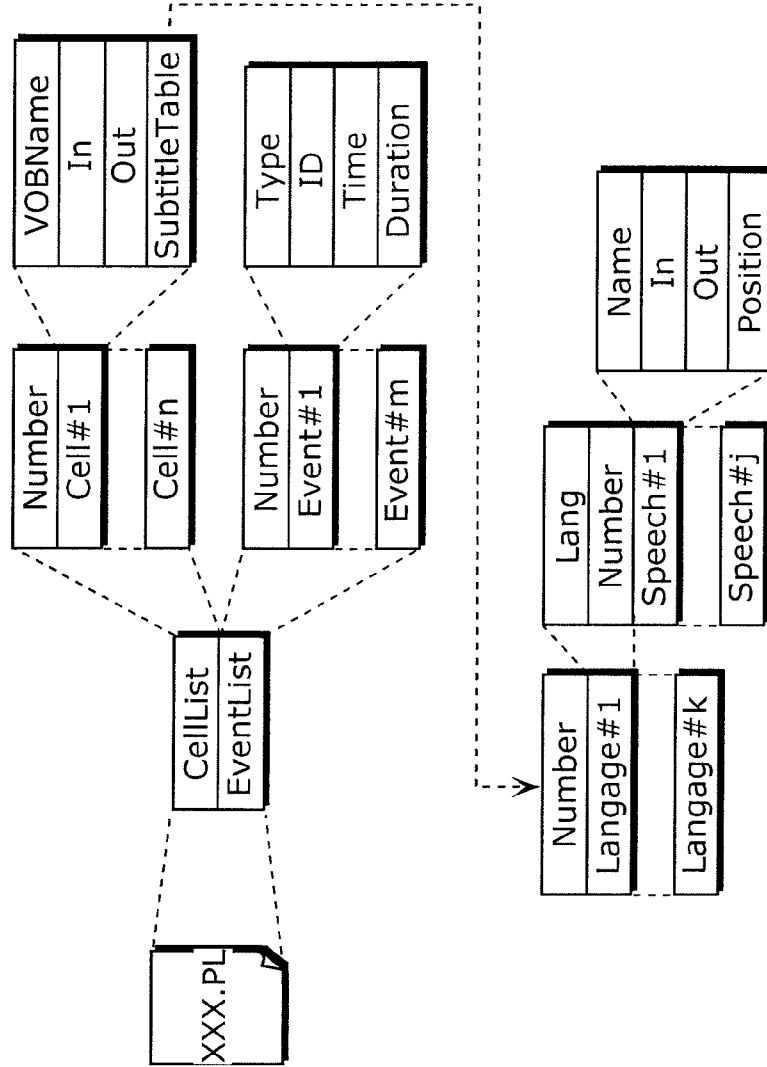 XXX.PL
CellList
EventList
Number
Cell#1
Cell#n
VOBName
In
Out
SubtitleTable
Number
Event#1
Event#m
Type
ID
Time
Duration
Number
Langage#1
Langage#k
Lang
Number
Speech#1
Speech#j
Name
In
Out
Position